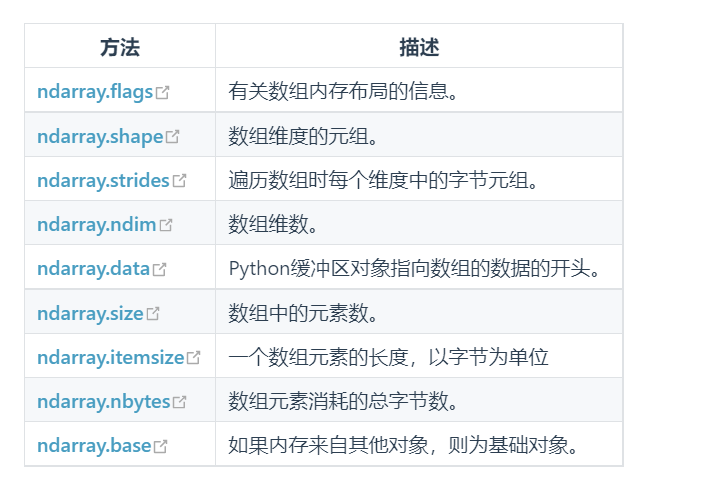 方法 描述
ndarray.flags 有关数组内存布局的信息。
ndarray.shape 数组维度的元组。
ndarray.strides 遍历数组时每个维度中的字节元组。
ndarray.ndim 数组维数。
ndarray.data Python缓冲区对象指向数组的数据的开头。
ndarray.size 数组中的元素数。
ndarray.itemsize 一个数组元素的长度，以字节为单位
ndarray.nbytes 数组元素消耗的总字节数。
ndarray.base 如果内存来自其他对象，则为基础对象。